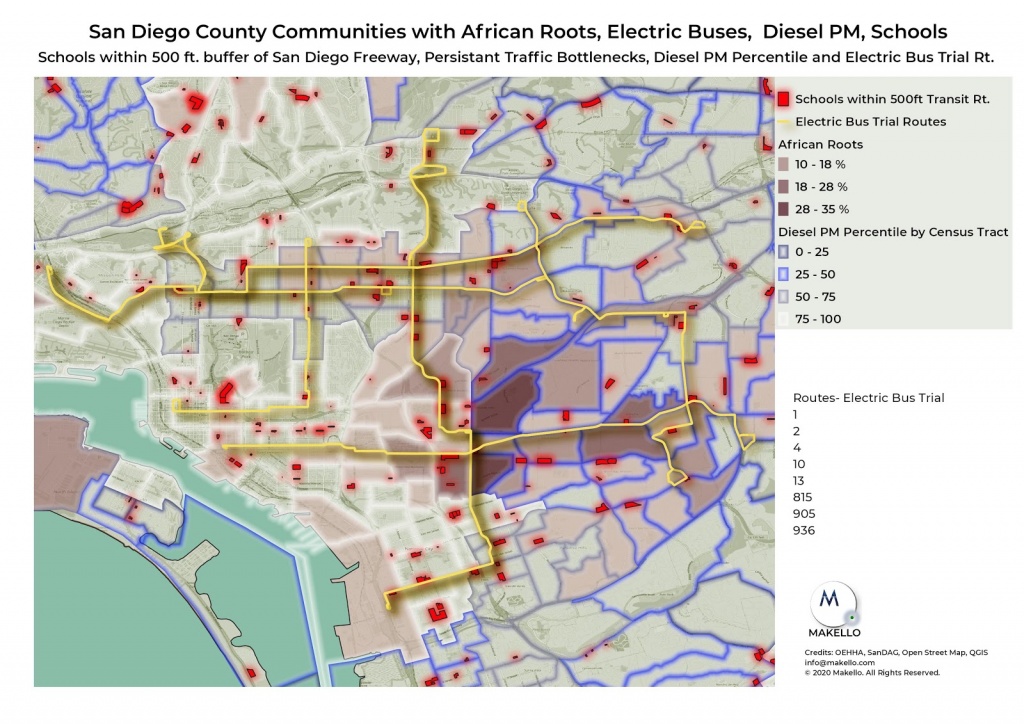 San Diego County Communities with African Roots, Electric Buses, Diesel PM, Schools
Schools within 500 ft. buffer of San Diego Freeway, Persistant Traffic Bottlenecks, Diesel PM Percentile and Electric Bus Trial Rt.
Schools within 500ft Transit Rt.
Electric Bus Trial Routes
African Roots
10 - 18 %
18 - 28 %
28 - 35 %
Diesel PM Percentile by Census Tract
0 - 25
25 - 50
50 - 75
75 - 100
Routes- Electric Bus Trial
1
2
4
10
13
815
905
936
M
MAKELLO
Credits: OEHHA, SanDAG, Open Street Map, QGIS
info@makello.com
© 2020 Makello. All Rights Reserved.